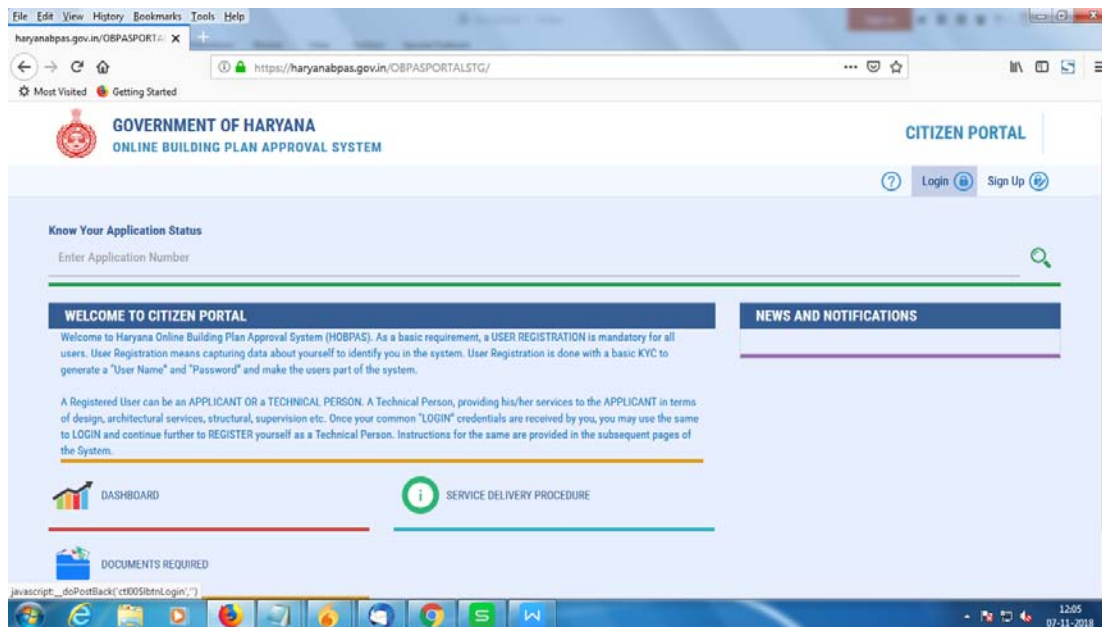 File Edit View History Bookmarks Tools Help
haryanabpas.gov.in/OBPASPORTA
https://haryanabpas.gov.in/OBPASPORTALSTG/
Most Visited Getting Started
GOVERNMENT OF HARYANA
ONLINE BUILDING PLAN APPROVAL SYSTEM
CITIZEN PORTAL
Login Sign Up
Know Your Application Status
Enter Application Number
WELCOME TO CITIZEN PORTAL
Welcome to Haryana Online Building Plan Approval System (HOBPAS). As a basic requirement, a USER REGISTRATION is mandatory for all
users. User Registration means capturing data about yourself to identify you in the system. User Registration is done with a basic KYC to
generate a "User Name" and "Password" and make the users part of the system.
A Registered User can be an APPLICANT OR a TECHNICAL PERSON. A Technical Person, providing his/her services to the APPLICANT in terms
of design, architectural services, structural, supervision etc. Once your common "LOGIN" credentials are received by you, you may use the same
to LOGIN and continue further to REGISTER yourself as a Technical Person. Instructions for the same are provided in the subsequent pages of
the System.
NEWS AND NOTIFICATIONS
DASHBOARD
SERVICE DELIVERY PROCEDURE
DOCUMENTS REQUIRED
javascript:__doPostBack('ctl00$lbtnLogin','')
12:05
07-11-2018